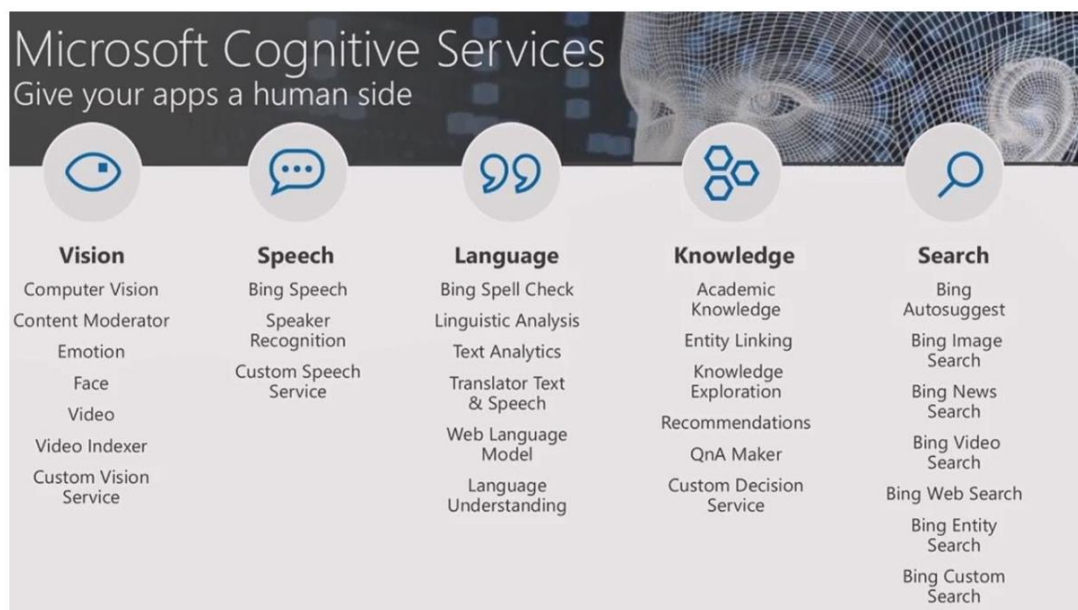 Microsoft Cognitive Services
Give your apps a human side
Vision
Computer Vision
Content Moderator
Emotion
Face
Video
Video Indexer
Custom Vision
Service
Speech
Bing Speech
Speaker
Recognition
Custom Speech
Service
Language
Bing Spell Check
Linguistic Analysis
Text Analytics
Translator Text
& Speech
Web Language
Model
Language
Understanding
Knowledge
Academic
Knowledge
Entity Linking
Knowledge
Exploration
Recommendations
QnA Maker
Custom Decision
Service
Search
Bing
Autosuggest
Bing Image
Search
Bing News
Search
Bing Video
Search
Bing Web Search
Bing Entity
Search
Bing Custom
Search